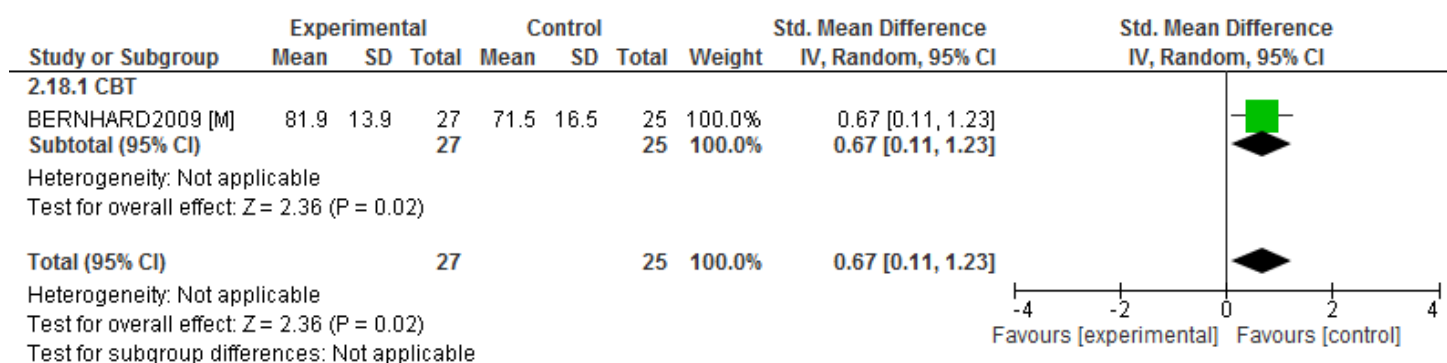 Experimental Control Std. Mean Difference Std. Mean Difference
Study or Subgroup Mean SD Total Mean SD Total Weight IV, Random, 95% CI IV, Random, 95% CI
2.18.1 CBT
BERNHARD2009 [M] 81.9 13.9 27 71.5 16.5 25 100.0% 0.67 [0.11, 1.23]
Subtotal (95% CI) 27 25 100.0% 0.67 [0.11, 1.23]
Heterogeneity: Not applicable
Test for overall effect: Z = 2.36 (P = 0.02)
Total (95% CI) 27 25 100.0% 0.67 [0.11, 1.23]
Heterogeneity: Not applicable
Test for overall effect: Z = 2.36 (P = 0.02)
Test for subgroup differences: Not applicable
-4 -2 0 2 4
Favours [experimental] Favours [control]